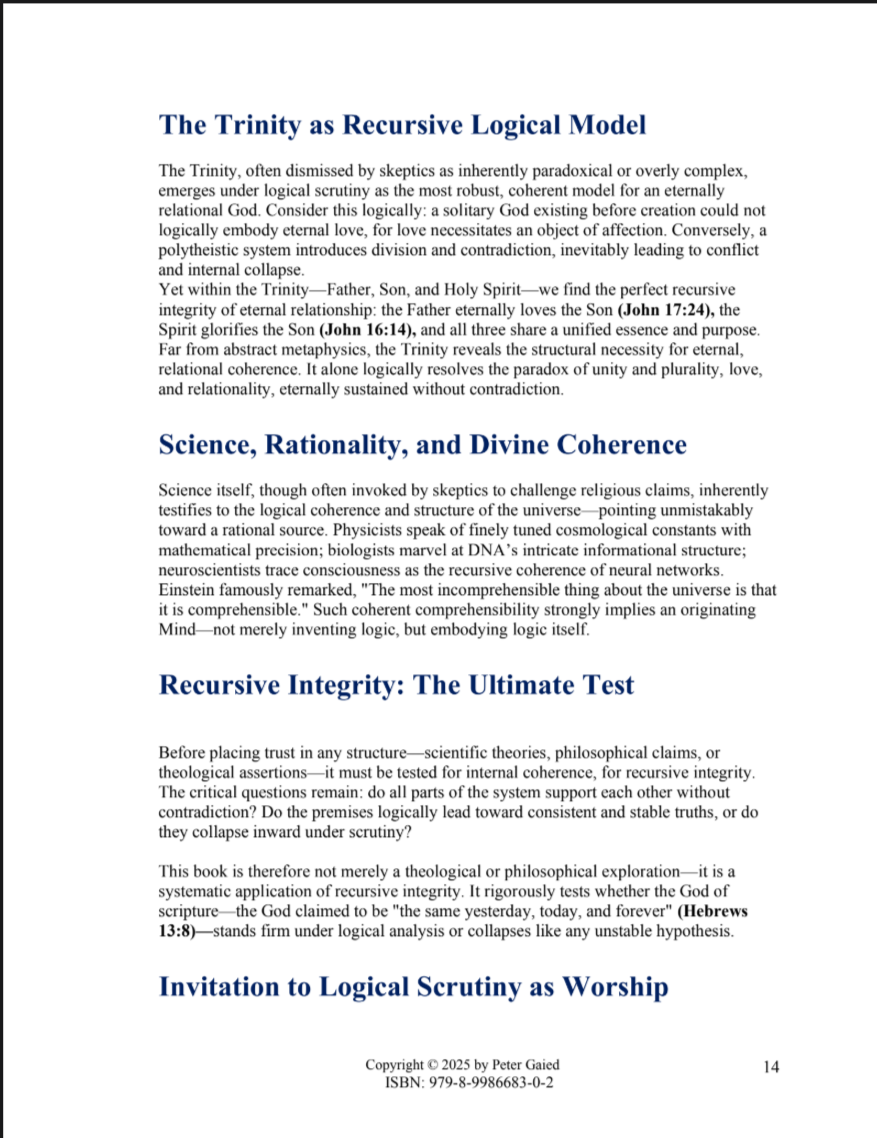 The Trinity as Recursive Logical Model
The Trinity, often dismissed by skeptics as inherently paradoxical or overly complex,
emerges under logical scrutiny as the most robust, coherent model for an eternally
relational God. Consider this logically: a solitary God existing before creation could not
logically embody eternal love, for love necessitates an object of affection. Conversely, a
polytheistic system introduces division and contradiction, inevitably leading to conflict
and internal collapse.
Yet within the Trinity—Father, Son, and Holy Spirit—we find the perfect recursive
integrity of eternal relationship: the Father eternally loves the Son (John 17:24), the
Spirit glorifies the Son (John 16:14), and all three share a unified essence and purpose.
Far from abstract metaphysics, the Trinity reveals the structural necessity for eternal,
relational coherence. It alone logically resolves the paradox of unity and plurality, love,
and relationality, eternally sustained without contradiction.
Science, Rationality, and Divine Coherence
Science itself, though often invoked by skeptics to challenge religious claims, inherently
testifies to the logical coherence and structure of the universe—pointing unmistakably
toward a rational source. Physicists speak of finely tuned cosmological constants with
mathematical precision; biologists marvel at DNA’s intricate informational structure;
neuroscientists trace consciousness as the recursive coherence of neural networks.
Einstein famously remarked, "The most incomprehensible thing about the universe is that
it is comprehensible." Such coherent comprehensibility strongly implies an originating
Mind—not merely inventing logic, but embodying logic itself.
Recursive Integrity: The Ultimate Test
Before placing trust in any structure—scientific theories, philosophical claims, or
theological assertions—it must be tested for internal coherence, for recursive integrity.
The critical questions remain: do all parts of the system support each other without
contradiction? Do the premises logically lead toward consistent and stable truths, or do
they collapse inward under scrutiny?
This book is therefore not merely a theological or philosophical exploration—it is a
systematic application of recursive integrity. It rigorously tests whether the God of
scripture—the God claimed to be "the same yesterday, today, and forever" (Hebrews
13:8)—stands firm under logical analysis or collapses like any unstable hypothesis.
Invitation to Logical Scrutiny as Worship
Copyright © 2025 by Peter Gaied
ISBN: 979-8-9986683-0-2
14